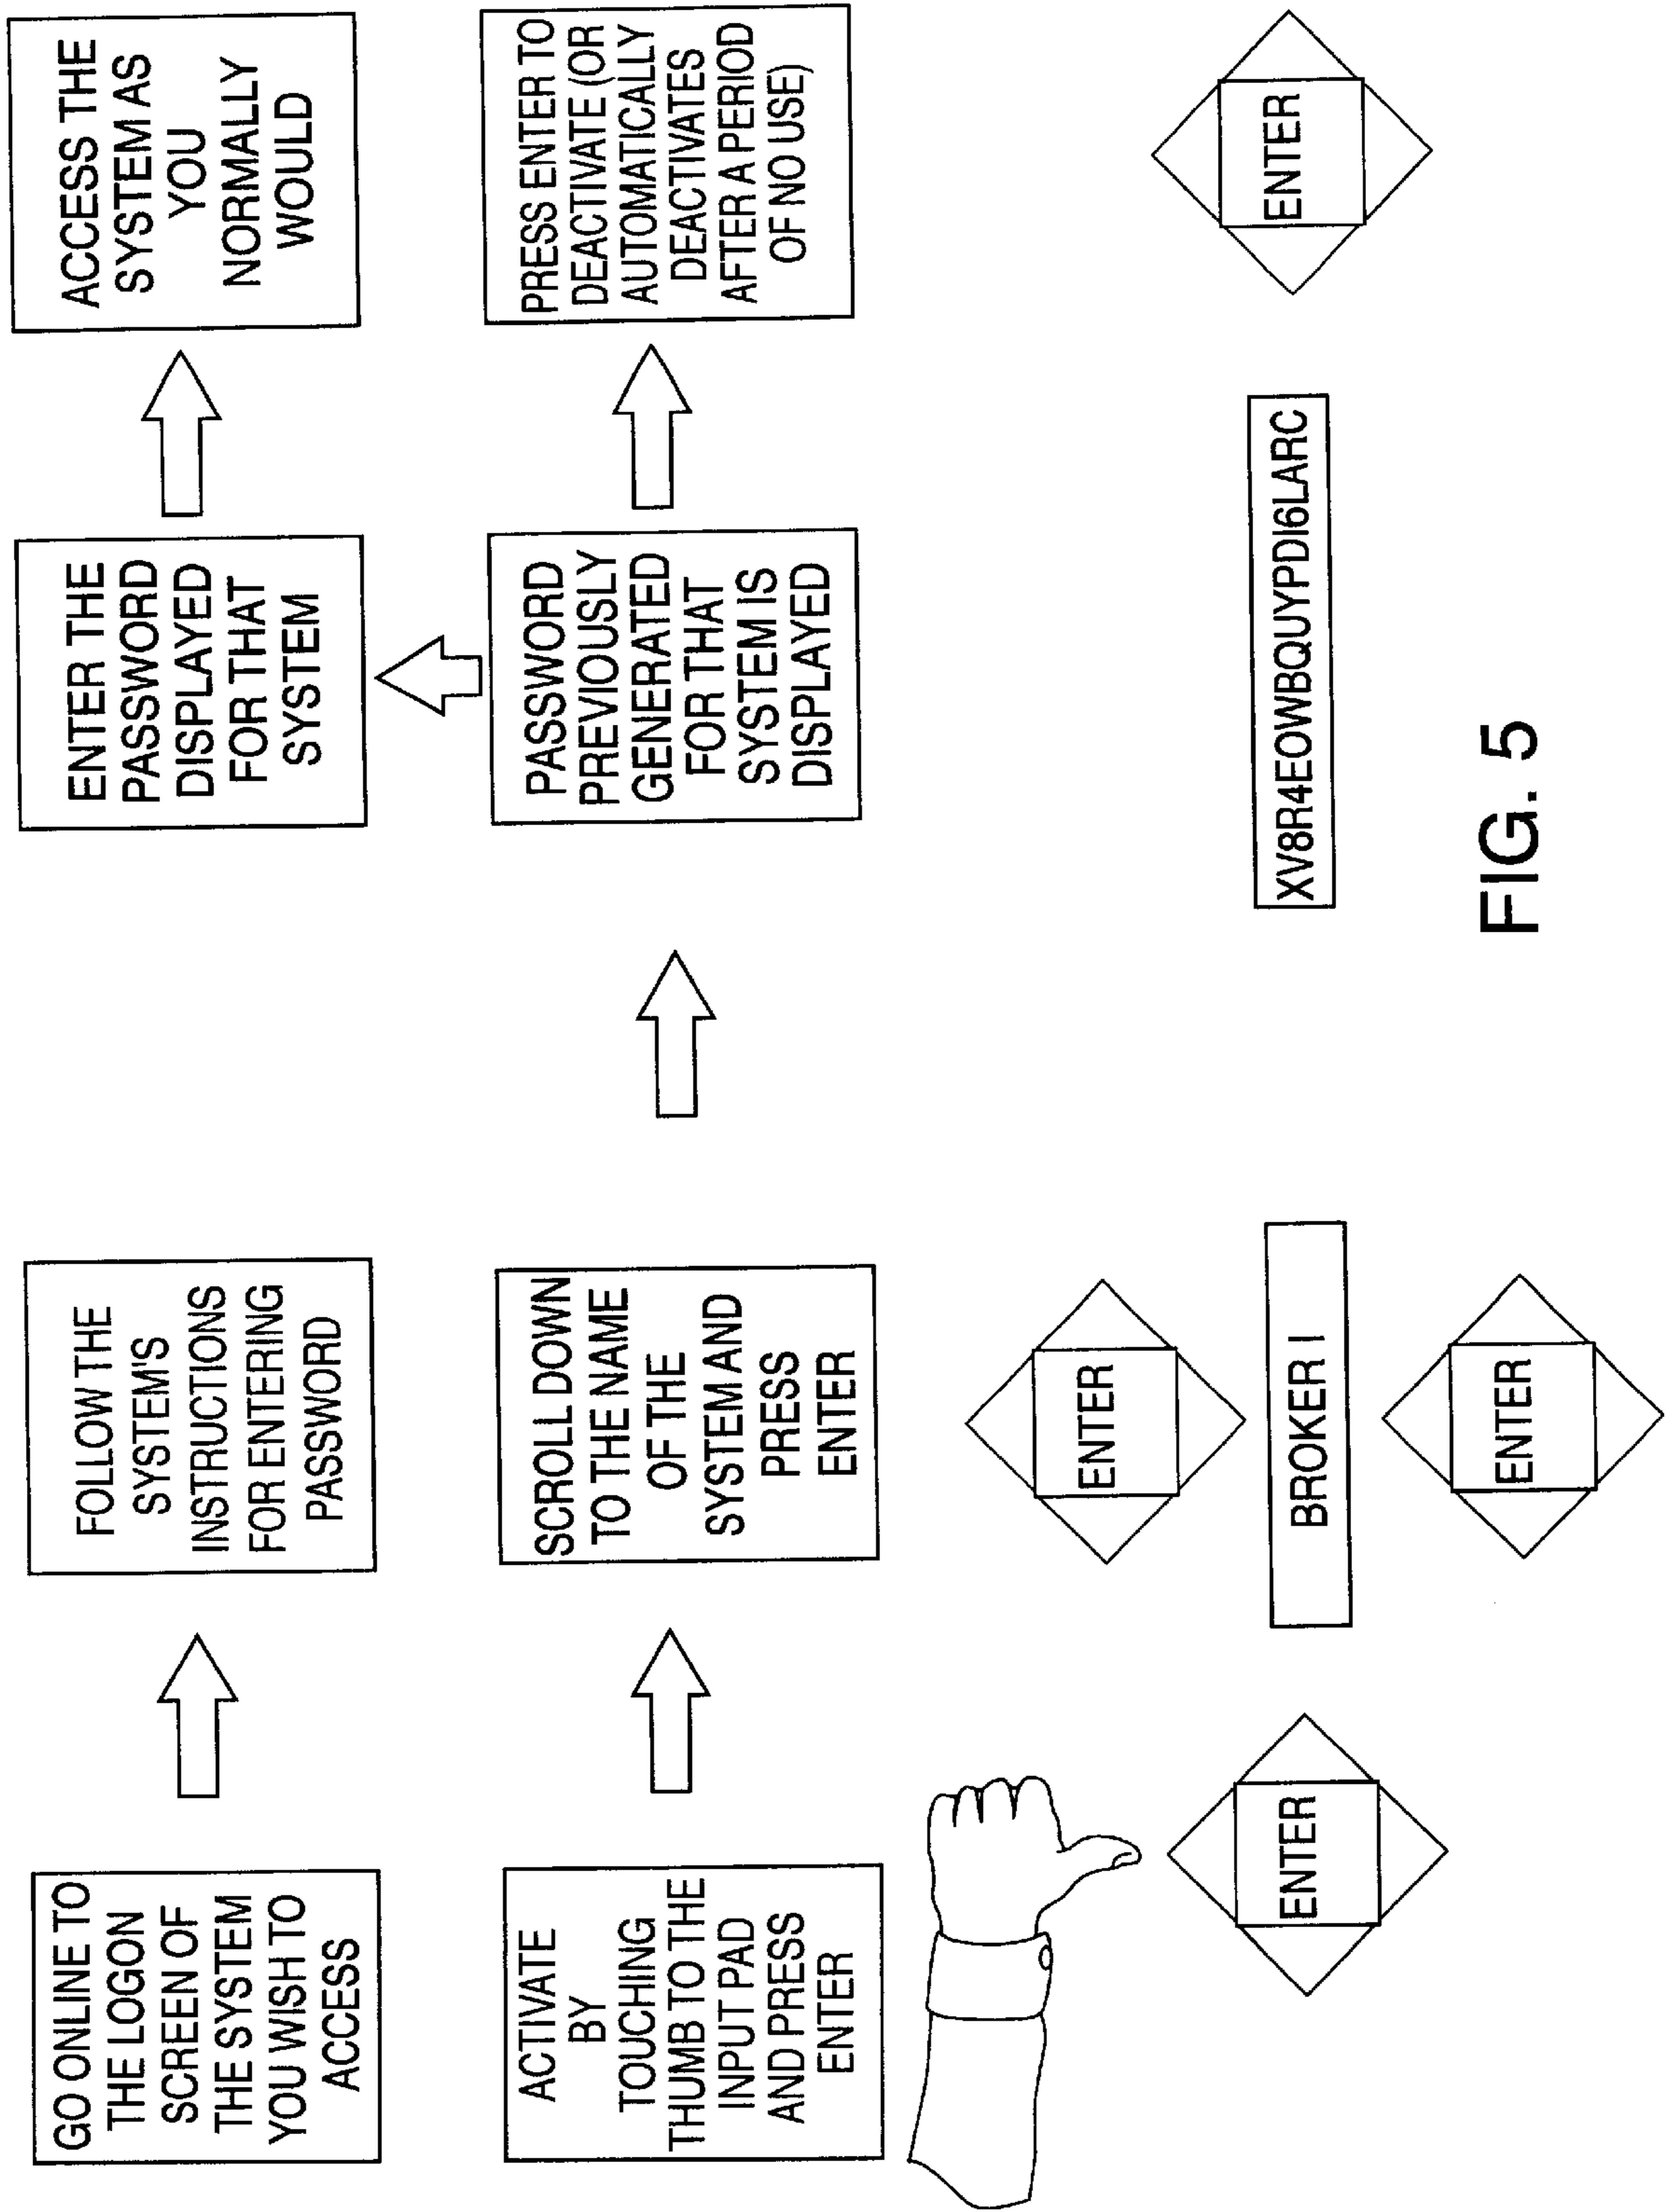 GO ONLINE TO
THE LOGON
SCREEN OF
THE SYSTEM
YOU WISH TO
ACCESS
FOLLOW THE
SYSTEM'S
INSTRUCTIONS
FOR ENTERING
PASSWORD
ENTER THE
PASSWORD
DISPLAYED
FOR THAT
SYSTEM
ACCESS THE
SYSTEM AS
YOU
NORMALLY
WOULD
ACTIVATE
BY
TOUCHING
THUMB TO THE
INPUT PAD
AND PRESS
ENTER
SCROLL DOWN
TO THE NAME
OF THE
SYSTEM AND
PRESS
ENTER
PASSWORD
PREVIOUSLY
GENERATED
FOR THAT
SYSTEM IS
DISPLAYED
PRESS ENTER TO
DEACTIVATE (OR
AUTOMATICALLY
DEACTIVATES
AFTER A PERIOD
OF NO USE)
ENTER
ENTER
BROKER I
ENTER
XV8R4EOWBQUYPDI6LARC
ENTER
FIG. 5